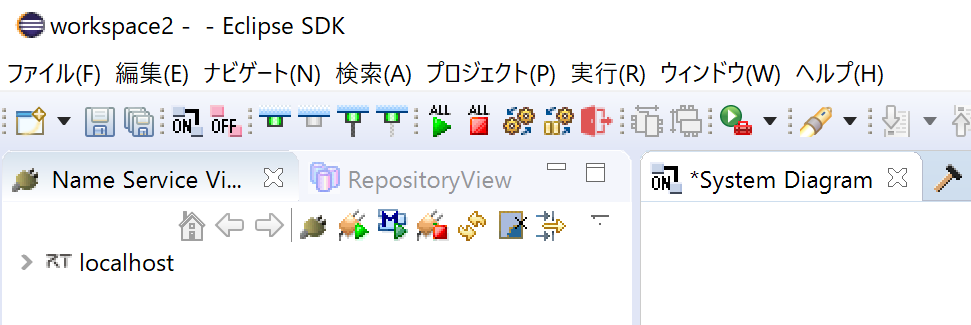 workspace2 -  - Eclipse SDK
ファイル(F) 編集(E) ナビゲート(N) 検索(A) プロジェクト(P) 実行(R) ウィンドウ(W) ヘルプ(H)
ON OFF ALL ALL
Name Service Vi... RepositoryView ON *System Diagram
RT localhost